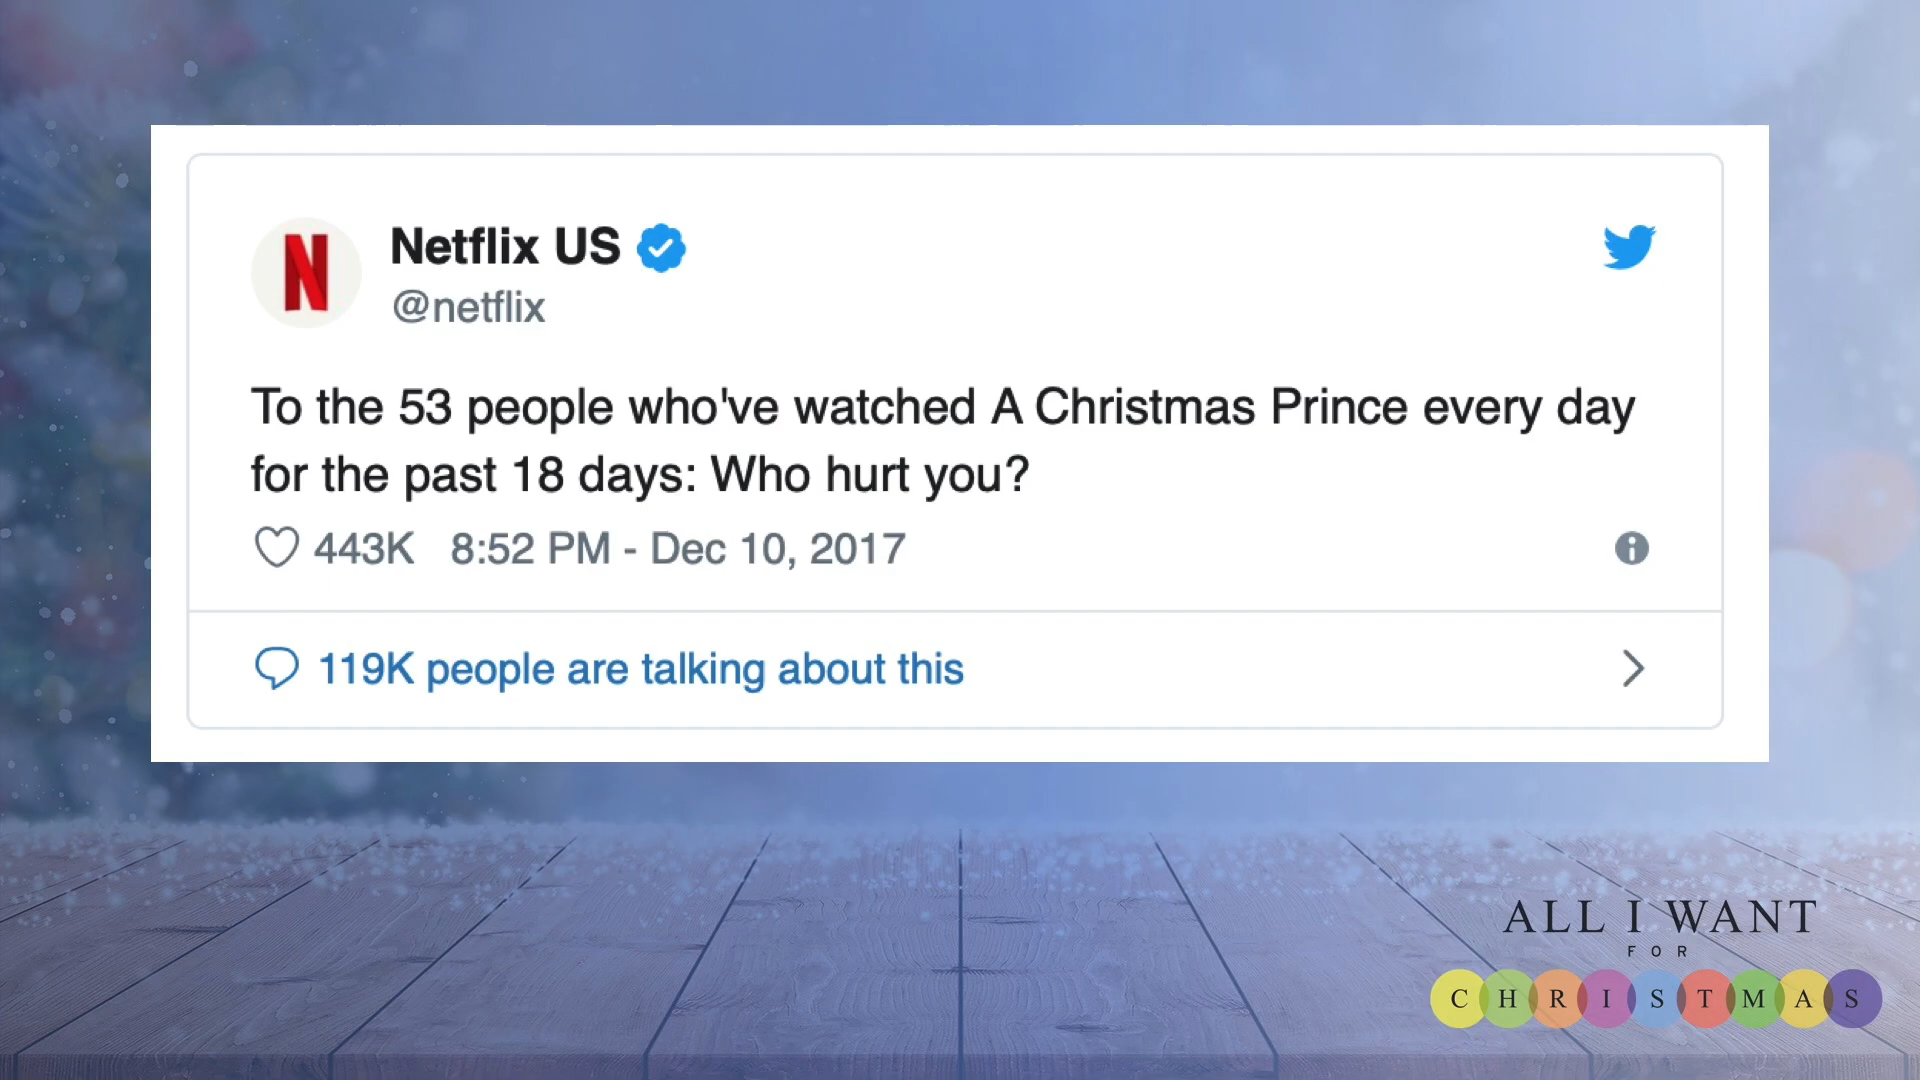 Netflix US
@netflix
To the 53 people who've watched A Christmas Prince every day
for the past 18 days: Who hurt you?
443K 8:52 PM - Dec 10, 2017
119K people are talking about this
ALL I WANT
FOR
CHRISTMAS